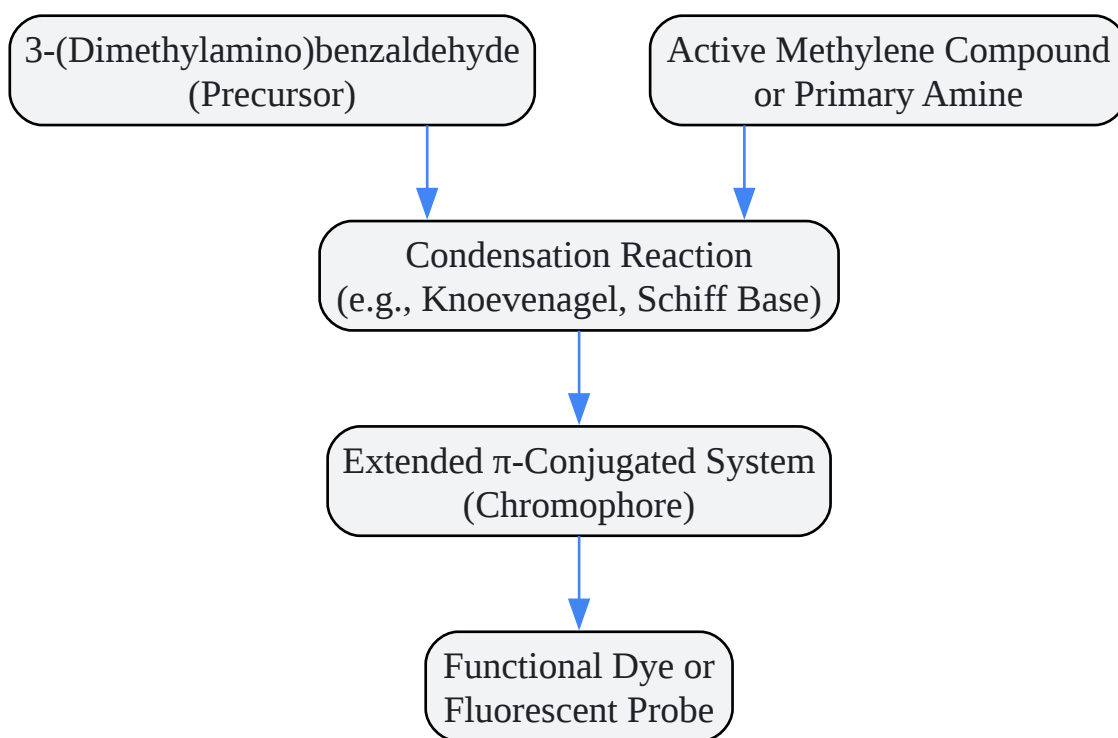 3-(Dimethylamino)benzaldehyde
(Precursor)
Active Methylene Compound
or Primary Amine
Condensation Reaction
(e.g., Knoevenagel, Schiff Base)
Extended π-Conjugated System
(Chromophore)
Functional Dye or
Fluorescent Probe